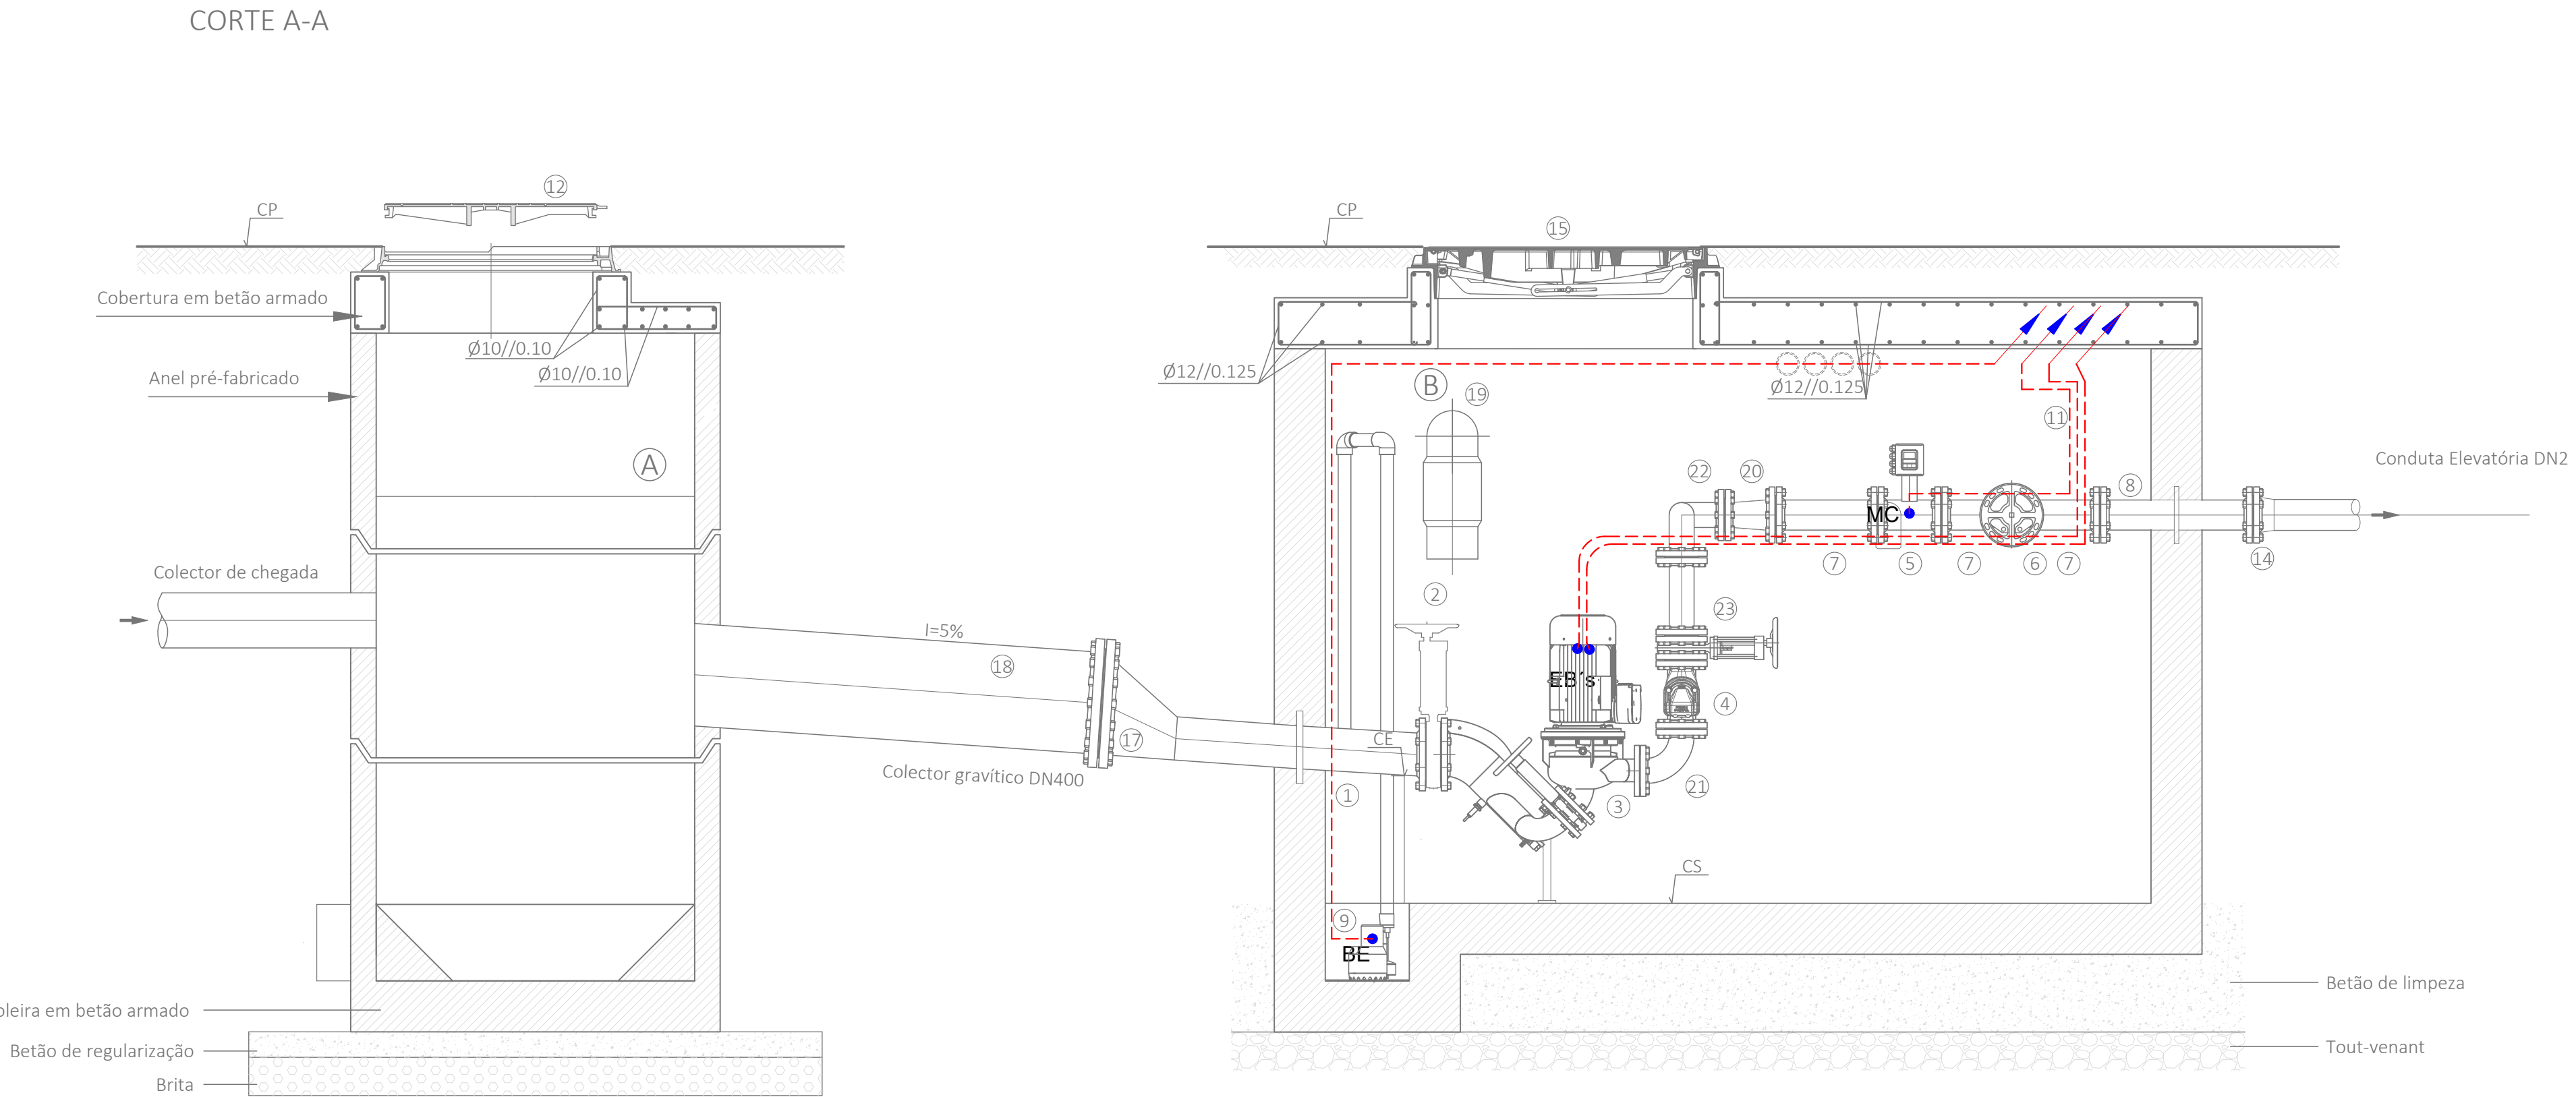 CORTE A-A
12
CP
CP
15
Cobertura em betão armado
Ø10//0.10
Ø10//0.10
Anel pré-fabricado
Ø12//0.125
B
19
Ø12//0.125
11
A
22
20
8
Conduta Elevatória DN2
MC
7
5
7
6
7
14
Colector de chegada
2
23
I=5%
18
EB´s
4
17
CE
Colector gravítico DN400
1
3
21
CS
9
BE
oleira em betão armado
Betão de regularização
Brita
Betão de limpeza
Tout-venant